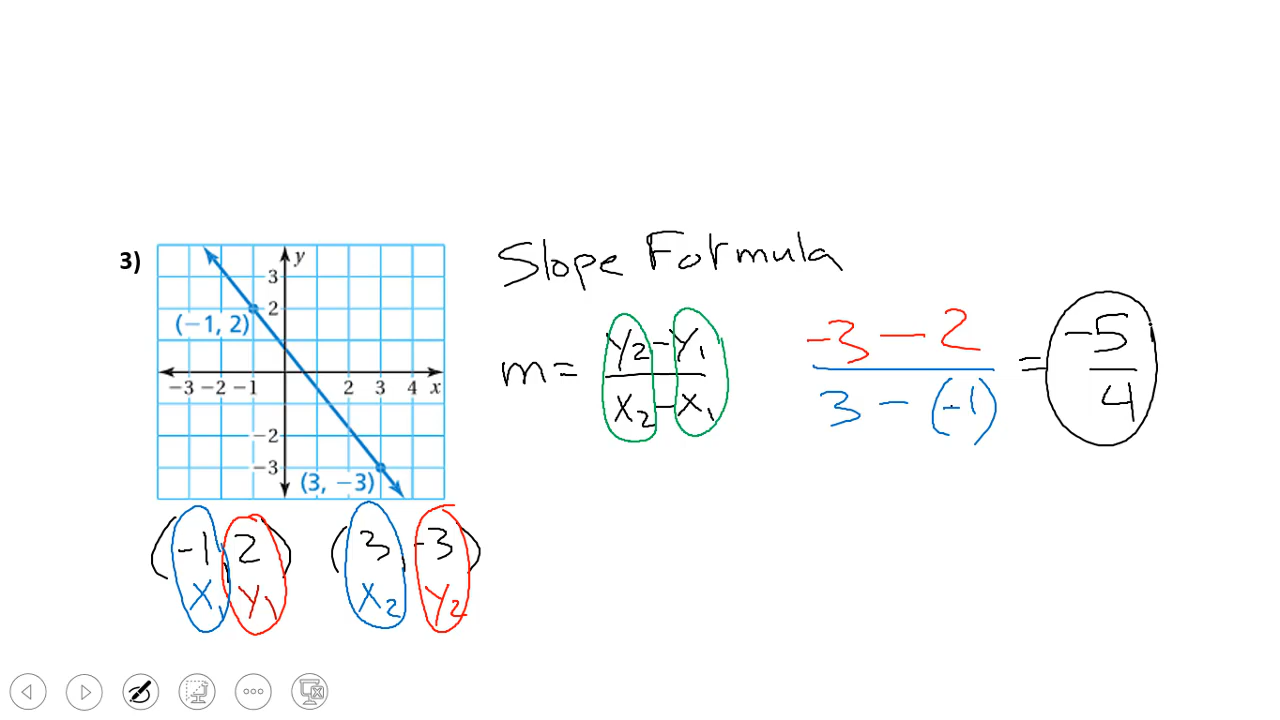 3)
y
3
2
(−1, 2)
−3 −2 −1 2 3 4 x
−2
−3
(3, −3)
Slope Formula
m = Y2 - Y1
X2 - X1
-3 - 2
3 - (-1)
= -5
4
(-1, 2) (3, -3)
X1 Y1 X2 Y2